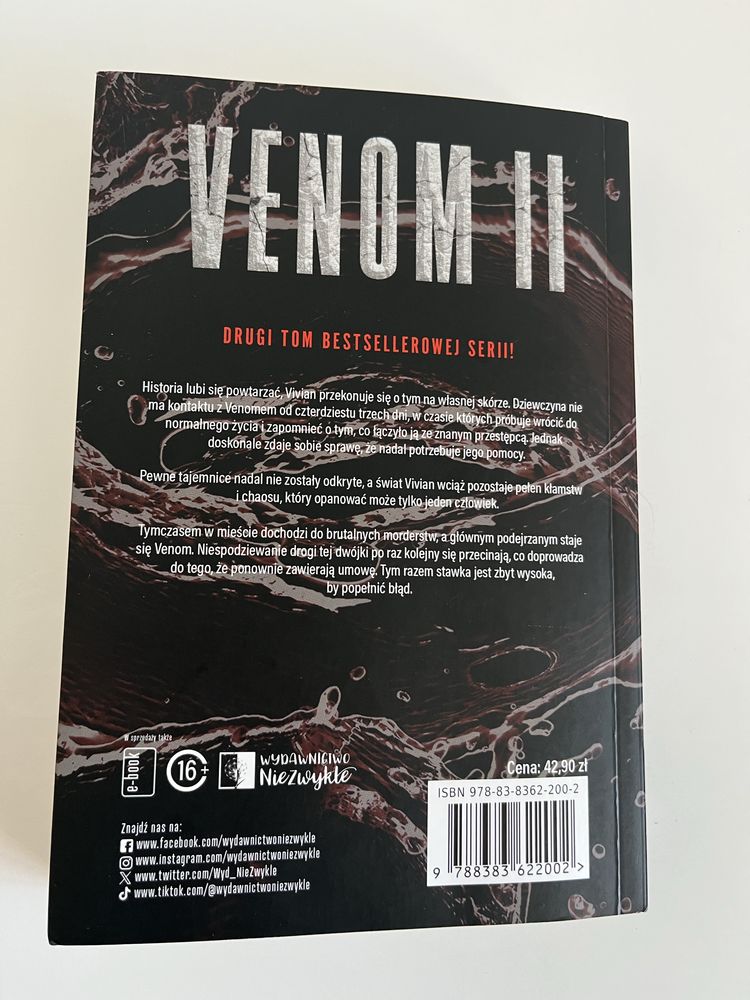 VENOM II
DRUGI TOM BESTSELLEROWEJ SERII!
Historia lubi się powtarzać, Vivian przekonuje się o tym na własnej skórze. Dziewczyna nie
ma kontaktu z Venomem od czterdziestu trzech dni, w czasie których próbuje wrócić do
normalnego życia i zapomnieć o tym, co łączyło ją ze znanym przestępcą. Jednak
doskonale zdaje sobie sprawę, że nadal potrzebuje jego pomocy.
Pewne tajemnice nadal nie zostały odkryte, a świat Vivian wciąż pozostaje pełen kłamstw
i chaosu, który opanować może tylko jeden człowiek.
Tymczasem w mieście dochodzi do brutalnych morderstw, a głównym podejrzanym staje
się Venom. Niespodziewanie drogi tej dwójki po raz kolejny się przecinają, co doprowadza
do tego, że ponownie zawierają umowę. Tym razem stawka jest zbyt wysoka,
by popełnić błąd.
W sprzedaży także
e-book
16+
WYDAWNICTWO
NieZwykłe
Cena: 42,90 zł
ISBN 978-83-8362-200-2
9 788383 622002 >
Znajdź nas na:
www.facebook.com/wydawnictwoniezwykle
www.instagram.com/wydawnictwoniezwykle
www.twitter.com/Wyd_NieZwykle
www.tiktok.com/@wydawnictwoniezwykle